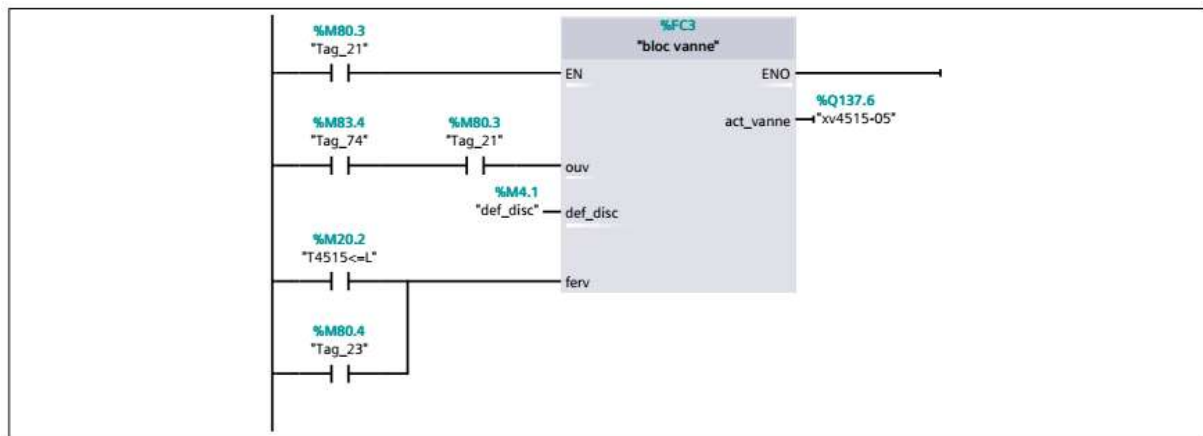 %M80.3
"Tag_21"
%FC3
"bloc vanne"
EN
ENO
%M83.4
"Tag_74"
%M80.3
"Tag_21"
ouv
act_vanne
%Q137.6
"xv4515-05"
%M4.1
"def_disc"
def_disc
%M20.2
"T4515<=L"
ferv
%M80.4
"Tag_23"